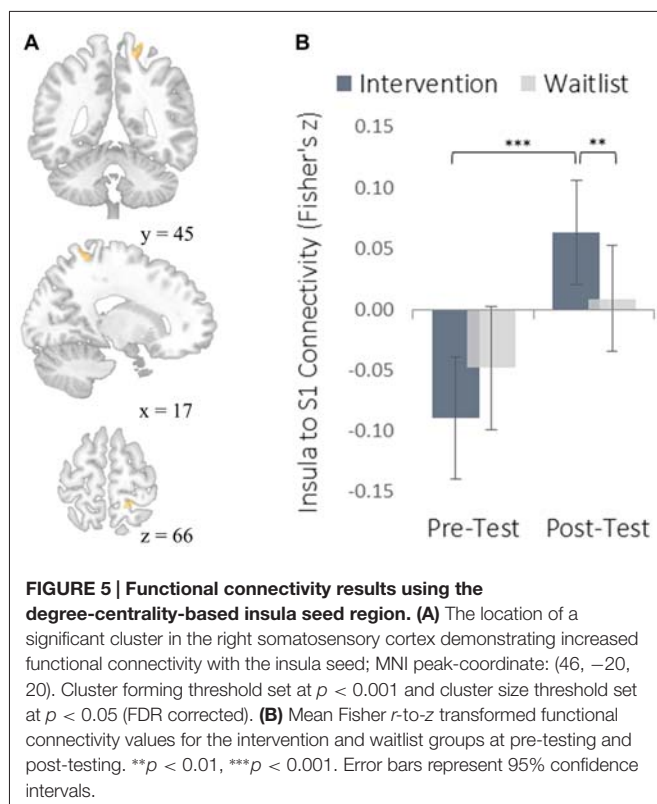 A
y = 45
x = 17
z = 66
B
Intervention Waitlist
Insula to S1 Connectivity (Fisher's z)
0.15
0.10
0.05
0.00
-0.05
-0.10
-0.15
***
**
Pre-Test Post-Test
FIGURE 5 | Functional connectivity results using the
degree-centrality-based insula seed region. (A) The location of a
significant cluster in the right somatosensory cortex demonstrating increased
functional connectivity with the insula seed; MNI peak-coordinate: (46, −20,
20). Cluster forming threshold set at p < 0.001 and cluster size threshold set
at p < 0.05 (FDR corrected). (B) Mean Fisher r-to-z transformed functional
connectivity values for the intervention and waitlist groups at pre-testing and
post-testing. **p < 0.01, ***p < 0.001. Error bars represent 95% confidence
intervals.